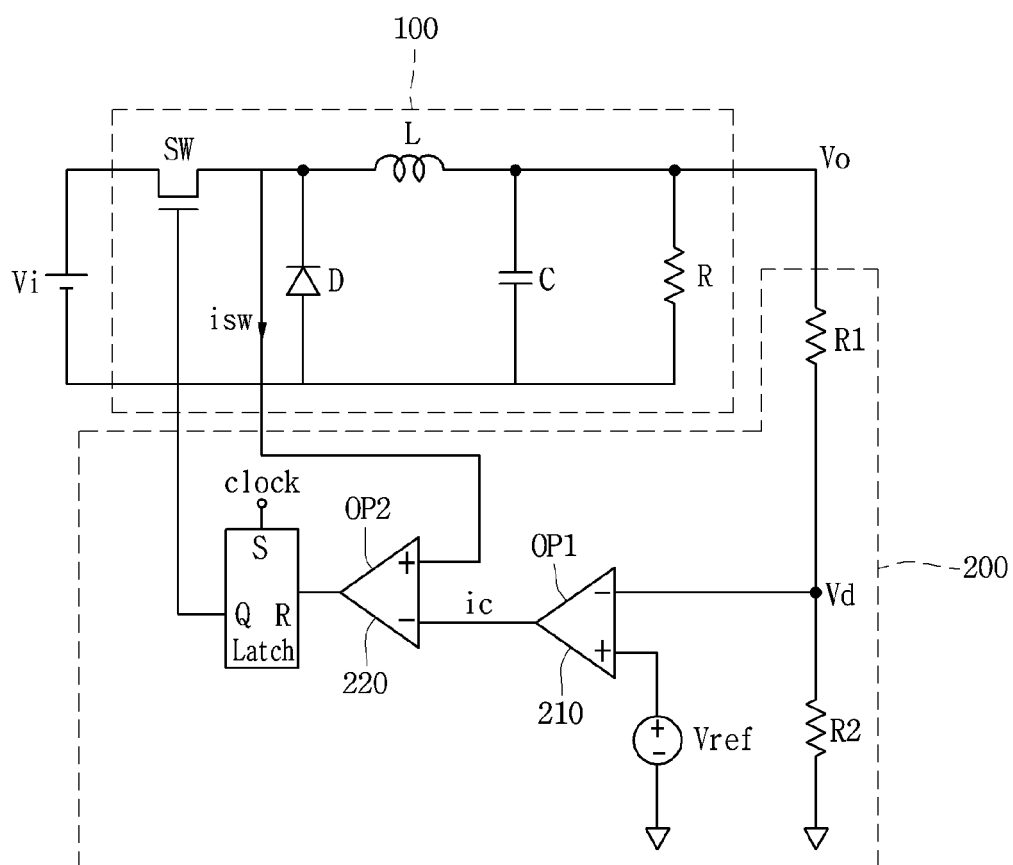 100
SW
L
Vo
Vi
D
C
R
isw
R1
clock
OP2
OP1
S
200
Vd
Q
R
ic
Latch
220
210
R2
Vref